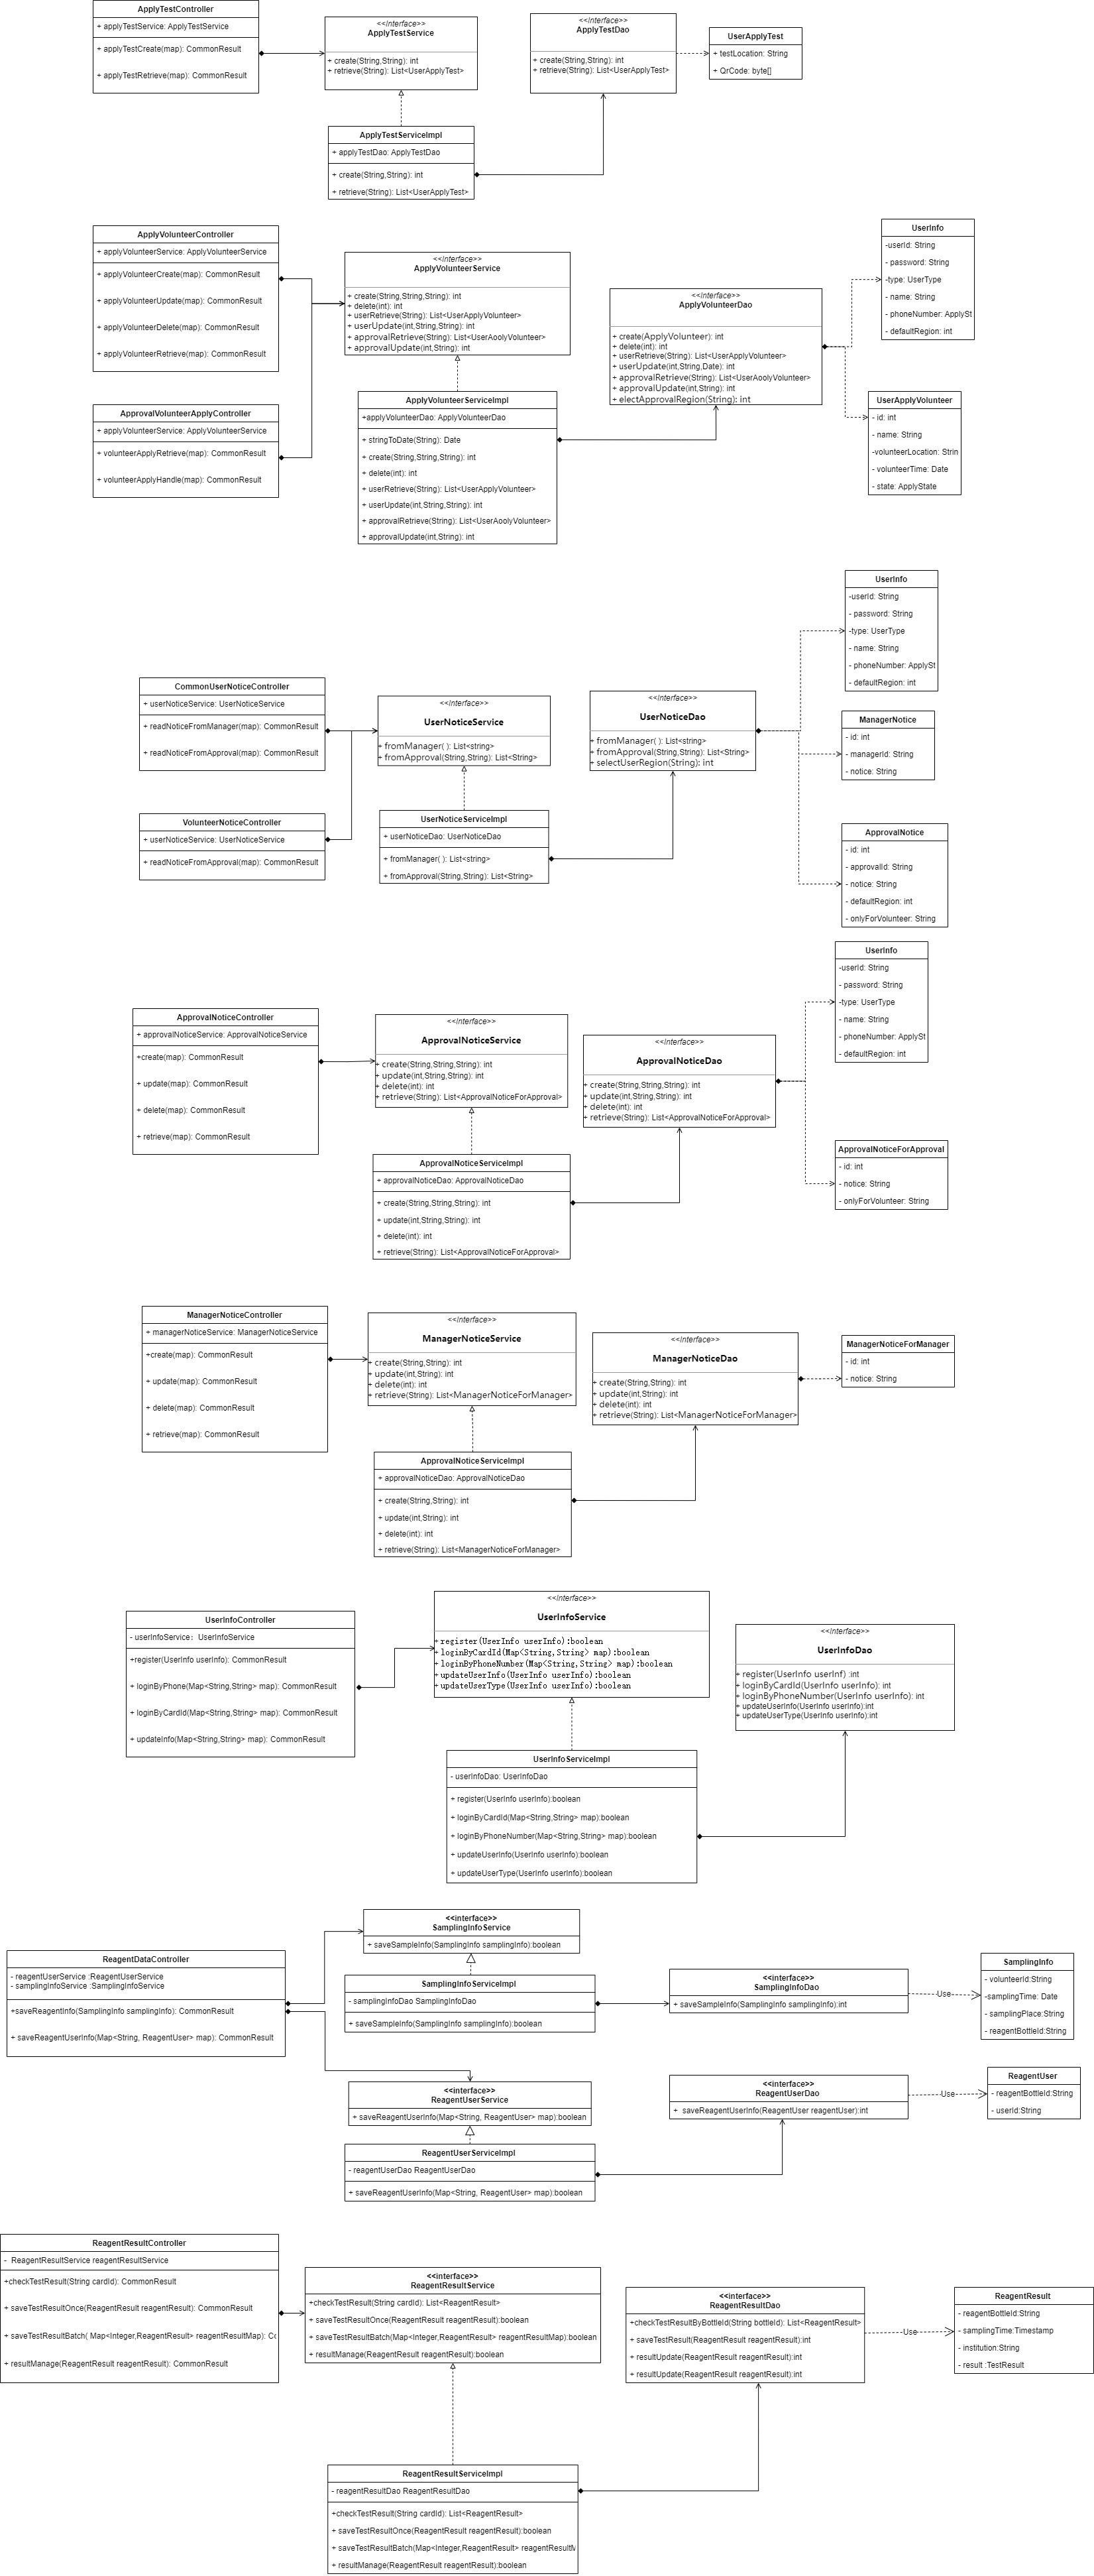 ApplyTestController
+ applyTestService: ApplyTestService
+ applyTestCreate(map): CommonResult
+ applyTestRetrieve(map): CommonResult
<<interface>>
ApplyTestService
+ create(String,String): int
+ retrieve(String): List<UserApplyTest>
<<interface>>
ApplyTestDao
+ create(String,String): int
+ retrieve(String): List<UserApplyTest>
UserApplyTest
+ testLocation: String
+ QrCode: byte[]
ApplyTestServiceImpl
+ applyTestDao: ApplyTestDao
+ create(String,String): int
+ retrieve(String): List<UserApplyTest>
ApplyVolunteerController
+ applyVolunteerService: ApplyVolunteerService
+ applyVolunteerCreate(map): CommonResult
+ applyVolunteerUpdate(map): CommonResult
+ applyVolunteerDelete(map): CommonResult
+ applyVolunteerRetrieve(map): CommonResult
ApprovalVolunteerApplyController
+ applyVolunteerService: ApplyVolunteerService
+ volunteerApplyRetrieve(map): CommonResult
+ volunteerApplyHandle(map): CommonResult
<<interface>>
ApplyVolunteerService
+ create(String,String,String): int
+ delete(int): int
+ userRetrieve(String): List<UserApplyVolunteer>
+ userUpdate(int,String,String): int
+ approvalRetrieve(String): List<UserAoolyVolunteer>
+ approvalUpdate(int,String): int
ApplyVolunteerServiceImpl
+applyVolunteerDao: ApplyVolunteerDao
+ stringToDate(String): Date
+ create(String,String,String): int
+ delete(int): int
+ userRetrieve(String): List<UserApplyVolunteer>
+ userUpdate(int,String,String): int
+ approvalRetrieve(String): List<UserAoolyVolunteer>
+ approvalUpdate(int,String): int
<<interface>>
ApplyVolunteerDao
+ create(ApplyVolunteer): int
+ delete(int): int
+ userRetrieve(String): List<UserApplyVolunteer>
+ userUpdate(int,String,Date): int
+ approvalRetrieve(String): List<UserAoolyVolunteer>
+ approvalUpdate(int,String): int
+ electApprovalRegion(String): int
UserInfo
-userId: String
- password: String
-type: UserType
- name: String
- phoneNumber: ApplySt
- defaultRegion: int
UserApplyVolunteer
- id: int
- name: String
-volunteerLocation: Strin
- volunteerTime: Date
- state: ApplyState
CommonUserNoticeController
+ userNoticeService: UserNoticeService
+ readNoticeFromManager(map): CommonResult
+ readNoticeFromApproval(map): CommonResult
VolunteerNoticeController
+ userNoticeService: UserNoticeService
+ readNoticeFromApproval(map): CommonResult
<<interface>>
UserNoticeService
+ fromManager( ): List<string>
+ fromApproval(String,String): List<String>
UserNoticeServiceImpl
+ userNoticeDao: UserNoticeDao
+ fromManager( ): List<string>
+ fromApproval(String,String): List<String>
<<interface>>
UserNoticeDao
+ fromManager( ): List<string>
+ fromApproval(String,String): List<String>
+ selectUserRegion(String): int
UserInfo
-userId: String
- password: String
-type: UserType
- name: String
- phoneNumber: ApplySt
- defaultRegion: int
ManagerNotice
- id: int
- managerId: String
- notice: String
ApprovalNotice
- id: int
- approvalId: String
- notice: String
- defaultRegion: int
- onlyForVolunteer: String
ApprovalNoticeController
+ approvalNoticeService: ApprovalNoticeService
+create(map): CommonResult
+ update(map): CommonResult
+ delete(map): CommonResult
+ retrieve(map): CommonResult
<<interface>>
ApprovalNoticeService
+ create(String,String,String): int
+ update(int,String,String): int
+ delete(int): int
+ retrieve(String): List<ApprovalNoticeForApproval>
ApprovalNoticeServiceImpl
+ approvalNoticeDao: ApprovalNoticeDao
+ create(String,String,String): int
+ update(int,String,String): int
+ delete(int): int
+ retrieve(String): List<ApprovalNoticeForApproval>
<<interface>>
ApprovalNoticeDao
+ create(String,String,String): int
+ update(int,String,String): int
+ delete(int): int
+ retrieve(String): List<ApprovalNoticeForApproval>
UserInfo
-userId: String
- password: String
-type: UserType
- name: String
- phoneNumber: ApplySt
- defaultRegion: int
ApprovalNoticeForApproval
- id: int
- notice: String
- onlyForVolunteer: String
ManagerNoticeController
+ managerNoticeService: ManagerNoticeService
+create(map): CommonResult
+ update(map): CommonResult
+ delete(map): CommonResult
+ retrieve(map): CommonResult
<<interface>>
ManagerNoticeService
+ create(String,String): int
+ update(int,String): int
+ delete(int): int
+ retrieve(String): List<ManagerNoticeForManager>
ApprovalNoticeServiceImpl
+ approvalNoticeDao: ApprovalNoticeDao
+ create(String,String): int
+ update(int,String): int
+ delete(int): int
+ retrieve(String): List<ManagerNoticeForManager>
<<interface>>
ManagerNoticeDao
+ create(String,String): int
+ update(int,String): int
+ delete(int): int
+ retrieve(String): List<ManagerNoticeForManager>
ManagerNoticeForManager
- id: int
- notice: String
UserInfoController
- userInfoService: UserInfoService
+register(UserInfo userInfo): CommonResult
+ loginByPhone(Map<String,String> map): CommonResult
+ loginByCardId(Map<String,String> map): CommonResult
+ updateInfo(Map<String,String> map): CommonResult
<<interface>>
UserInfoService
+ register(UserInfo userInfo):boolean
+ loginByCardId(Map<String,String> map):boolean
+ loginByPhoneNumber(Map<String,String> map):boolean
+ updateUserInfo(UserInfo userInfo):boolean
+ updateUserType(UserInfo userInfo):boolean
UserInfoServiceImpl
- userInfoDao: UserInfoDao
+ register(UserInfo userInfo):boolean
+ loginByCardId(Map<String,String> map):boolean
+ loginByPhoneNumber(Map<String,String> map):boolean
+ updateUserInfo(UserInfo userInfo):boolean
+ updateUserType(UserInfo userInfo):boolean
<<interface>>
UserInfoDao
+ register(UserInfo userInf) :int
+ loginByCardId(UserInfo userInfo): int
+ loginByPhoneNumber(UserInfo userInfo): int
+ updateUserInfo(UserInfo userInfo):int
+ updateUserType(UserInfo userInfo):int
ReagentDataController
- reagentUserService :ReagentUserService
- samplingInfoService :SamplingInfoService
+saveReagentInfo(SamplingInfo samplingInfo): CommonResult
+ saveReagentUserInfo(Map<String, ReagentUser> map): CommonResult
<<interface>>
SamplingInfoService
+ saveSampleInfo(SamplingInfo samplingInfo):boolean
SamplingInfoServiceImpl
- samplingInfoDao SamplingInfoDao
+ saveSampleInfo(SamplingInfo samplingInfo):boolean
<<interface>>
SamplingInfoDao
+ saveSampleInfo(SamplingInfo samplingInfo):int
Use
SamplingInfo
- volunteerId:String
-samplingTime: Date
- samplingPlace:String
- reagentBottleId:String
<<interface>>
ReagentUserService
+ saveReagentUserInfo(Map<String, ReagentUser> map):boolean
ReagentUserServiceImpl
- reagentUserDao ReagentUserDao
+ saveReagentUserInfo(Map<String, ReagentUser> map):boolean
<<interface>>
ReagentUserDao
+ saveReagentUserInfo(ReagentUser reagentUser):int
Use
ReagentUser
- reagentBottleId:String
- userId:String
ReagentResultController
- ReagentResultService reagentResultService
+checkTestResult(String cardId): CommonResult
+ saveTestResultOnce(ReagentResult reagentResult): CommonResult
+ saveTestResultBatch( Map<Integer,ReagentResult> reagentResultMap): Cc
+ resultManage(ReagentResult reagentResult): CommonResult
<<interface>>
ReagentResultService
+checkTestResult(String cardId): List<ReagentResult>
+ saveTestResultOnce(ReagentResult reagentResult):boolean
+ saveTestResultBatch(Map<Integer,ReagentResult> reagentResultMap):boolean
+ resultManage(ReagentResult reagentResult):boolean
<<interface>>
ReagentResultDao
+checkTestResultByBottleId(String bottleId): List<ReagentResult>
+ saveTestResult(ReagentResult reagentResult):int
+ resultUpdate(ReagentResult reagentResult):int
+ resultUpdate(ReagentResult reagentResult):int
Use
ReagentResult
- reagentBottleId:String
- samplingTime:Timestamp
- institution:String
- result :TestResult
ReagentResultServiceImpl
- reagentResultDao ReagentResultDao
+checkTestResult(String cardId): List<ReagentResult>
+ saveTestResultOnce(ReagentResult reagentResult):boolean
+ saveTestResultBatch(Map<Integer,ReagentResult> reagentResultM
+ resultManage(ReagentResult reagentResult):boolean